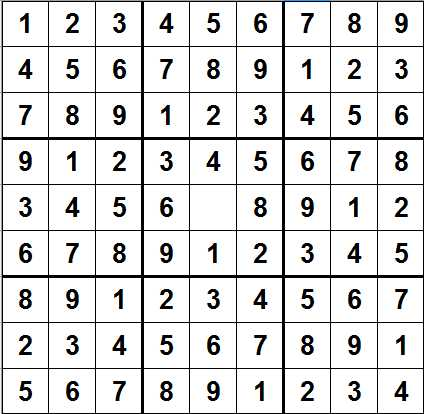 1 2 3 4 5 6 7 8 9
4 5 6 7 8 9 1 2 3
7 8 9 1 2 3 4 5 6
9 1 2 3 4 5 6 7 8
3 4 5 6 8 9 1 2
6 7 8 9 1 2 3 4 5
8 9 1 2 3 4 5 6 7
2 3 4 5 6 7 8 9 1
5 6 7 8 9 1 2 3 4